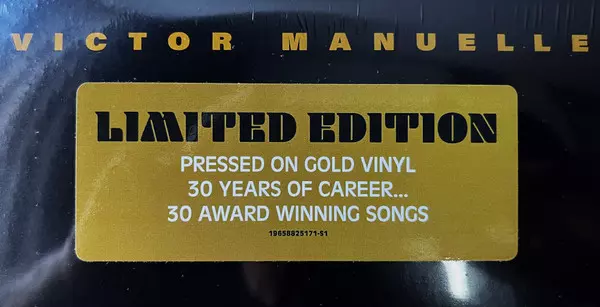 VICTOR MANUELLE
LIMITED EDITION
PRESSED ON GOLD VINYL
30 YEARS OF CAREER...
30 AWARD WINNING SONGS
19658825171-S1